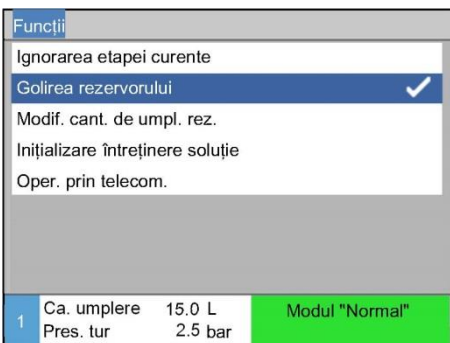 Funcții
Ignorarea etapei curente
Golirea rezervorului
Modif. cant. de umpl. rez.
Inițializare întreținere soluție
Oper. prin telecom.
1
Ca. umplere 15.0 L
Pres. tur 2.5 bar
Modul "Normal"